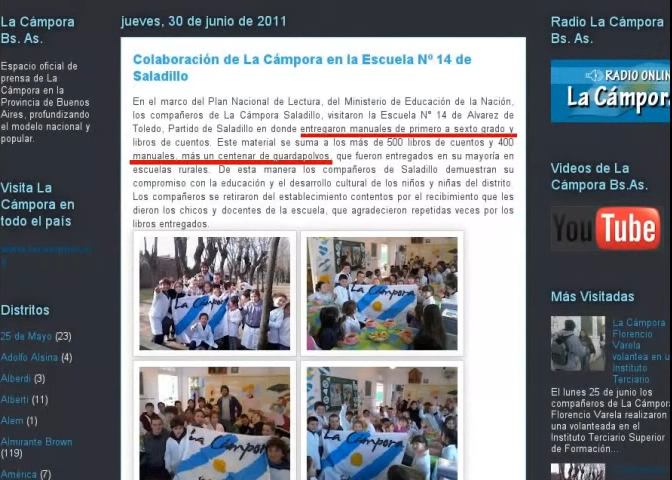 La Cámpora
Bs. As.
Espacio oficial de
prensa de La
Cámpora en la
Provincia de Buenos
Aires, profundizando
el modelo nacional y
popular.
Visita La
Cámpora en
todo el país
Distritos
25 de Mayo (23)
Adolfo Alsina (4)
Alberdi (3)
Alberti (11)
Alem (1)
Almirante Brown
(119)
América (7)
jueves, 30 de junio de 2011
Colaboración de La Cámpora en la Escuela Nº 14 de
Saladillo
En el marco del Plan Nacional de Lectura, del Ministerio de Educación de la Nación,
los compañeros de La Cámpora Saladillo, visitaron la Escuela N° 14 de Alvarez de
Toledo, Partido de Saladillo en donde entregaron manuales de primero a sexto grado y
libros de cuentos. Este material se suma a los más de 500 libros de cuentos y 400
manuales, más un centenar de guardapolvos, que fueron entregados en su mayoría en
escuelas rurales. De esta manera los compañeros de Saladillo demuestran su
compromiso con la educación y el desarrollo cultural de los niños y niñas del distrito.
Los compañeros se retiraron del establecimiento contentos por el recibimiento que les
dieron los chicos y docentes de la escuela, que agradecieron repetidas veces por los
libros entregados.
La Cámpora
La Cámpora
La Cámpora
La Cámpora
Radio La Cámpora
Bs. As.
RADIO ONLIN
La Cámpor
Videos de La
Cámpora Bs.As.
You Tube
Más Visitadas
La Cámpora
Florencio
Varela
volantea en u
Instituto
Terciario
El lunes 25 de junio los
compañeros de La Cámpor
Florencio Varela realizaron
una volanteada en el
Instituto Terciario Superior
de Formación...